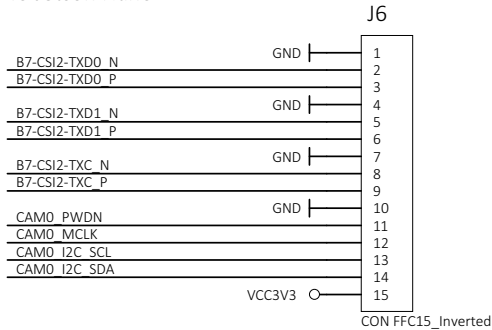 J6
GND 1
B7-CSI2-TXD0_N 2
B7-CSI2-TXD0_P 3
GND 4
B7-CSI2-TXD1_N 5
B7-CSI2-TXD1_P 6
GND 7
B7-CSI2-TXC_N 8
B7-CSI2-TXC_P 9
GND 10
CAM0_PWDN 11
CAM0_MCLK 12
CAM0_I2C_SCL 13
CAM0_I2C_SDA 14
VCC3V3 15
CON FFC15_Inverted